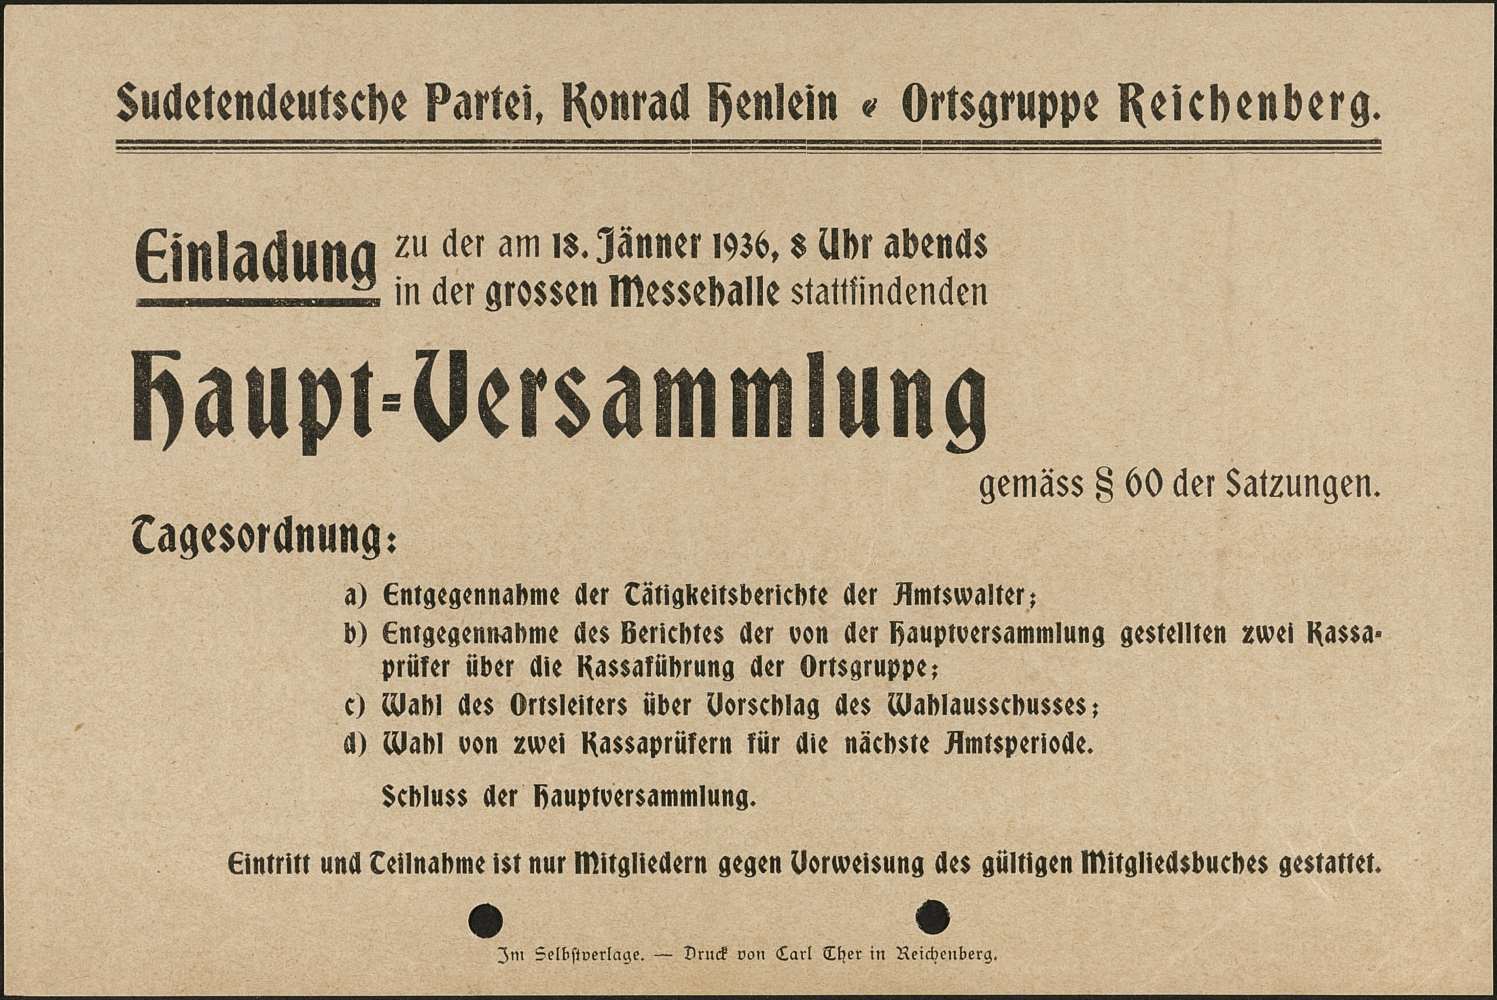 Sudetendeutsche Partei, Konrad Henlein • Ortsgruppe Reichenberg.
Einladung zu der am 18. Jänner 1936, 8 Uhr abends
in der grossen Messehalle stattfindenden
Haupt-Versammlung
gemäss § 60 der Satzungen.
Tagesordnung:
a) Entgegennahme der Tätigkeitsberichte der Amtswalter;
b) Entgegennahme des Berichtes der von der Hauptversammlung gestellten zwei Kassa-
prüfer über die Kassaführung der Ortsgruppe;
c) Wahl des Ortsleiters über Vorschlag des Wahlausschusses;
d) Wahl von zwei Kassaprüfern für die nächste Amtsperiode.
Schluss der Hauptversammlung.
Eintritt und Teilnahme ist nur Mitgliedern gegen Vorweisung des gültigen Mitgliedsbuches gestattet.
Im Selbstverlage. — Druck von Carl Ther in Reichenberg.